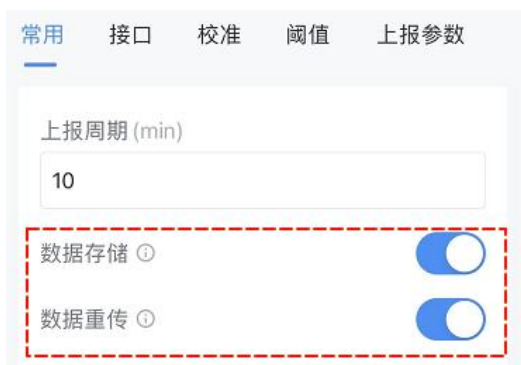 常用 接口 校准 阈值 上报参数
上报周期 (min)
10
数据存储
数据重传